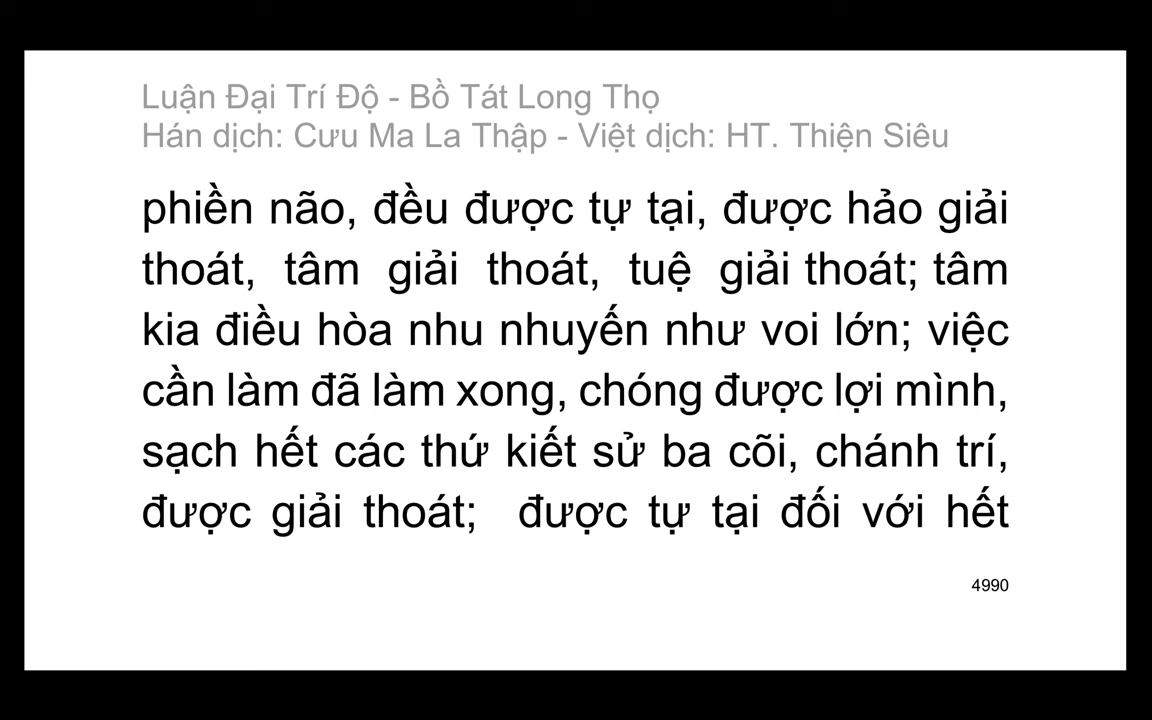 Luận Đại Trí Độ - Bồ Tát Long Thọ
Hán dịch: Cưu Ma La Thập - Việt dịch: HT. Thiện Siêu
phiền não, đều được tự tại, được hảo giải
thoát, tâm giải thoát, tuệ giải thoát; tâm
kia điều hòa nhu nhuyến như voi lớn; việc
cần làm đã làm xong, chóng được lợi mình,
sạch hết các thứ kiết sử ba cõi, chánh trí,
được giải thoát; được tự tại đối với hết
4990